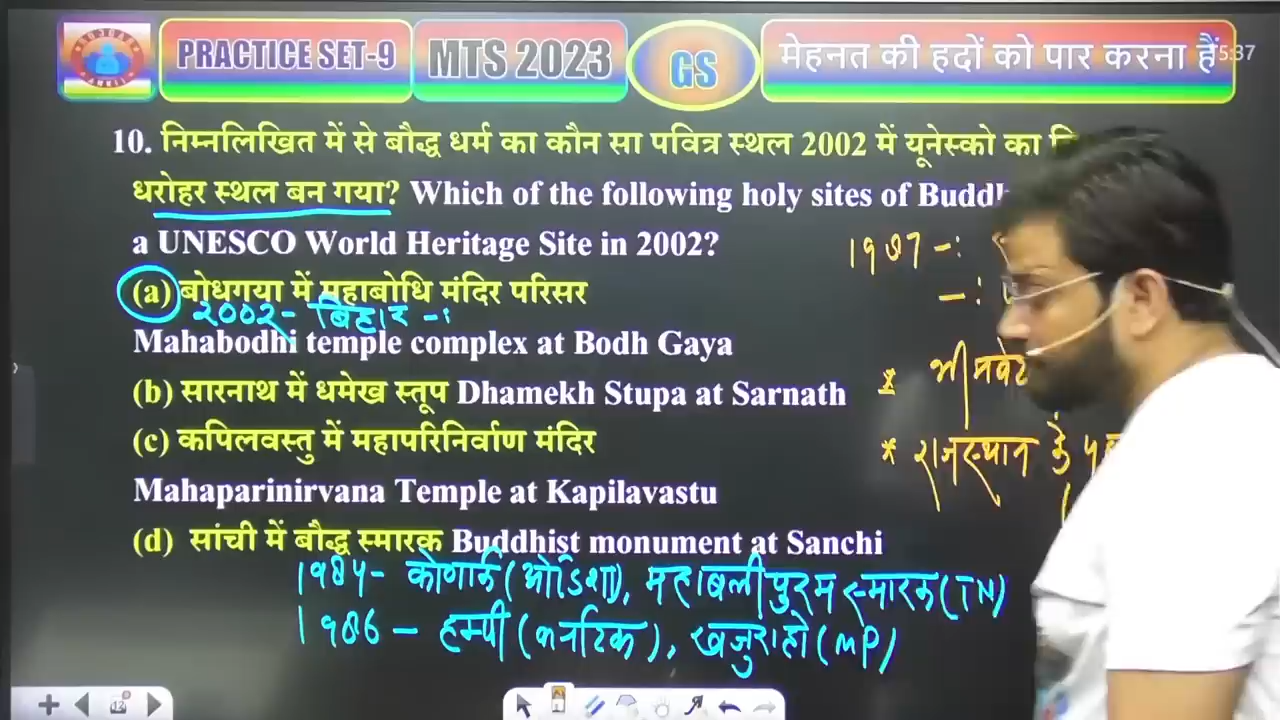 PRACTICE SET-9
MTS 2023
GS
मेहनत की हदों को पार करना हैं
5:37
10. निम्नलिखित में से बौद्ध धर्म का कौन सा पवित्र स्थल 2002 में यूनेस्को का
धरोहर स्थल बन गया? Which of the following holy sites of Buddh
a UNESCO World Heritage Site in 2002?
(a) बोधगया में महाबोधि मंदिर परिसर
2002- बिहार -:
Mahabodhi temple complex at Bodh Gaya
(b) सारनाथ में धमेख स्तूप Dhamekh Stupa at Sarnath
(c) कपिलवस्तु में महापरिनिर्वाण मंदिर
Mahaparinirvana Temple at Kapilavastu
(d) सांची में बौद्ध स्मारक Buddhist monument at Sanchi
1984- कोणार्क (ओडिशा), महाबलीपुरम स्मारक (TN)
1986 - हम्पी (कर्नाटक), खजुराहो (MP)
1987 -:
-:
*
* राजस्थान के